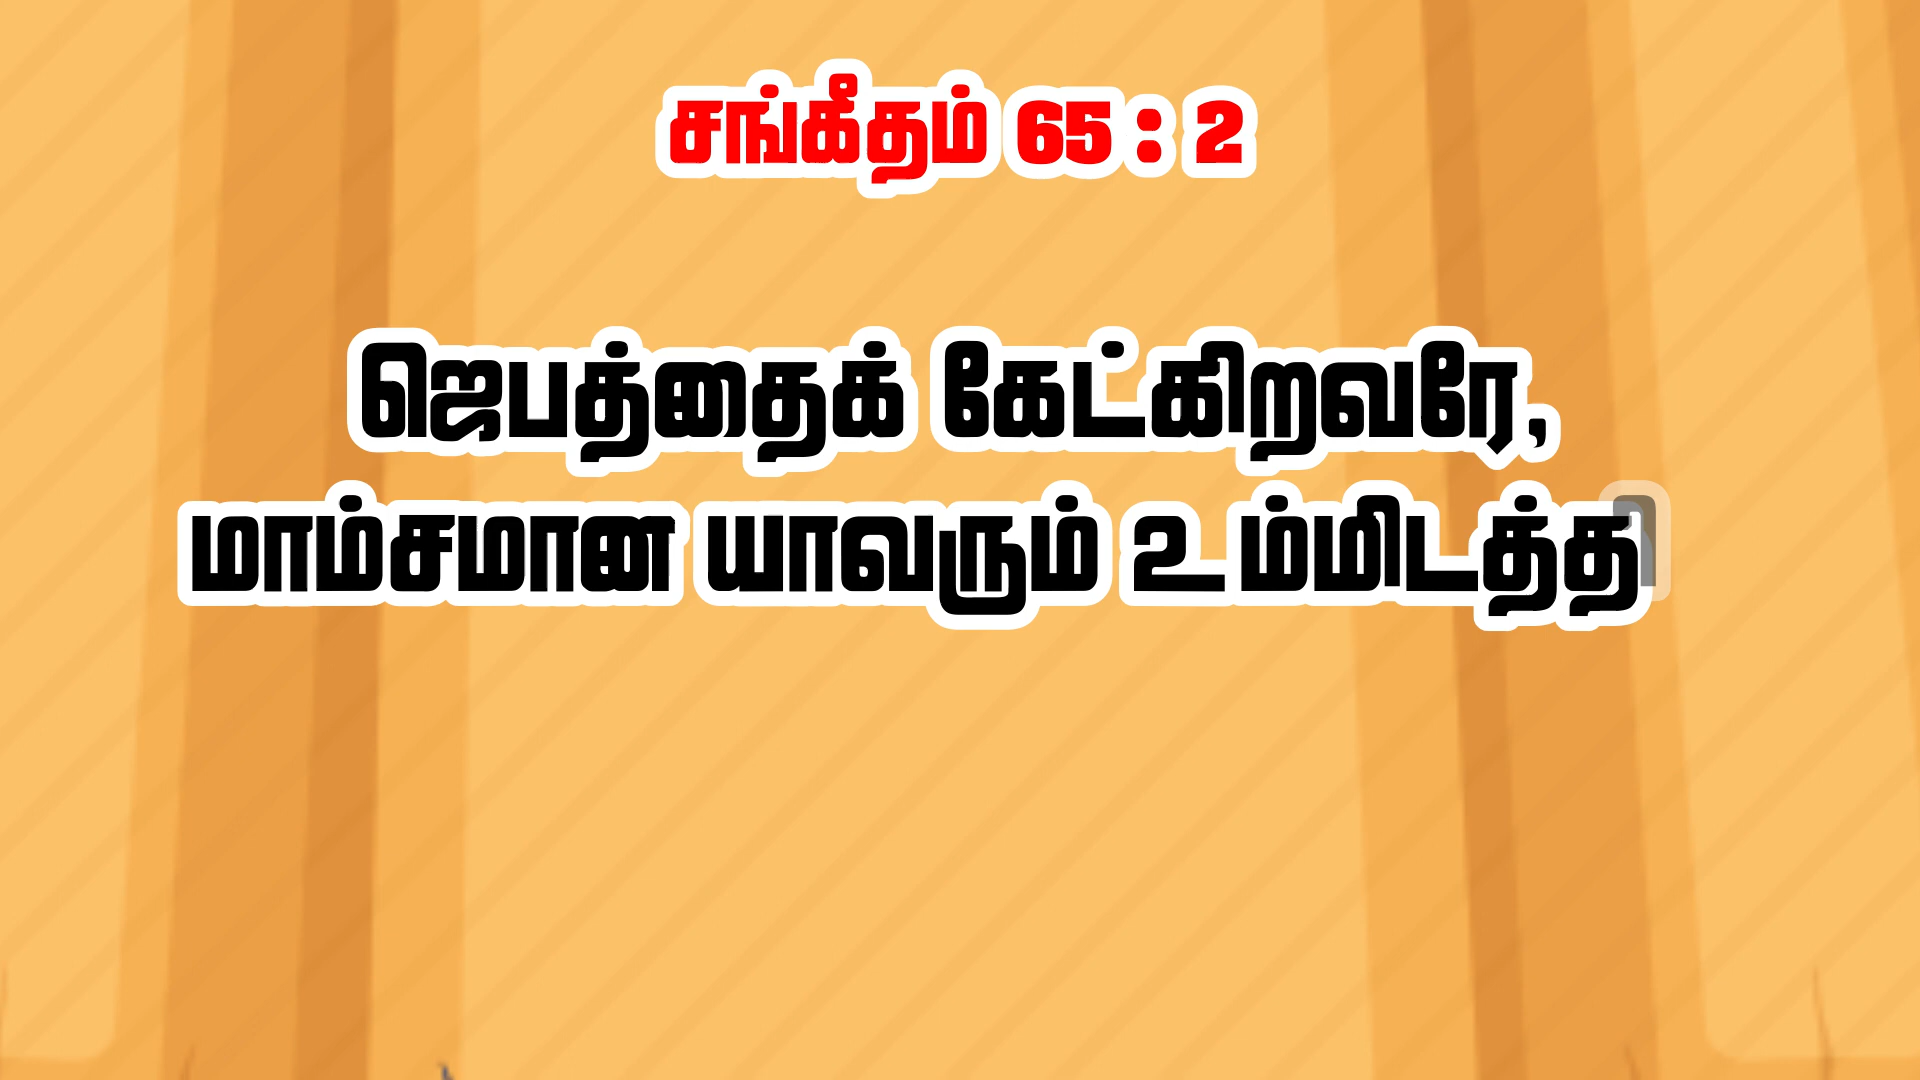 சங்கீதம் 65 : 2
ஜெபத்தைக் கேட்கிறவரே,
மாம்சமான யாவரும் உம்மிடத்தி